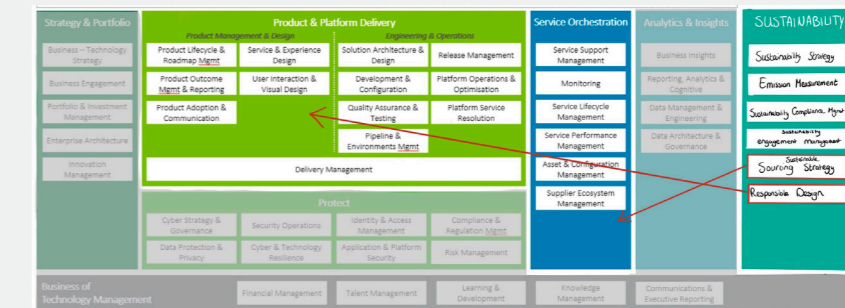 Strategy & Portfolio
Business – Technology
Strategy
Business Engagement
Portfolio & Investment
Management
Enterprise Architecture
Innovation
Management
Product & Platform Delivery
Product Management & Design
Engineering & Operations
Product Lifecycle &
Roadmap Mgmt
Service & Experience
Design
Solution Architecture &
Design
Release Management
Product Outcome
Mgmt & Reporting
User Interaction &
Visual Design
Development &
Configuration
Platform Operations &
Optimisation
Product Adoption &
Communication
Quality Assurance &
Testing
Platform Service
Resolution
Pipeline &
Environments Mgmt
Delivery Management
Protect
Cyber Strategy &
Governance
Security Operations
Identity & Access
Management
Compliance &
Regulation Mgmt
Data Protection &
Privacy
Cyber & Technology
Resilience
Application & Platform
Security
Risk Management
Service Orchestration
Service Support
Management
Monitoring
Service Lifecycle
Management
Service Performance
Management
Asset & Configuration
Management
Supplier Ecosystem
Management
Analytics & Insights
Business Insights
Reporting, Analytics &
Cognitive
Data Management &
Engineering
Data Architecture &
Governance
SUSTAINABILITY
Sustainability Strategy
Emission Measurement
Sustainability Compliance Mgmt
Sustainability
engagement management
Sustainable
Sourcing Strategy
Responsible Design
Business of
Technology Management
Financial Management
Talent Management
Learning &
Development
Knowledge
Management
Communications &
Executive Reporting